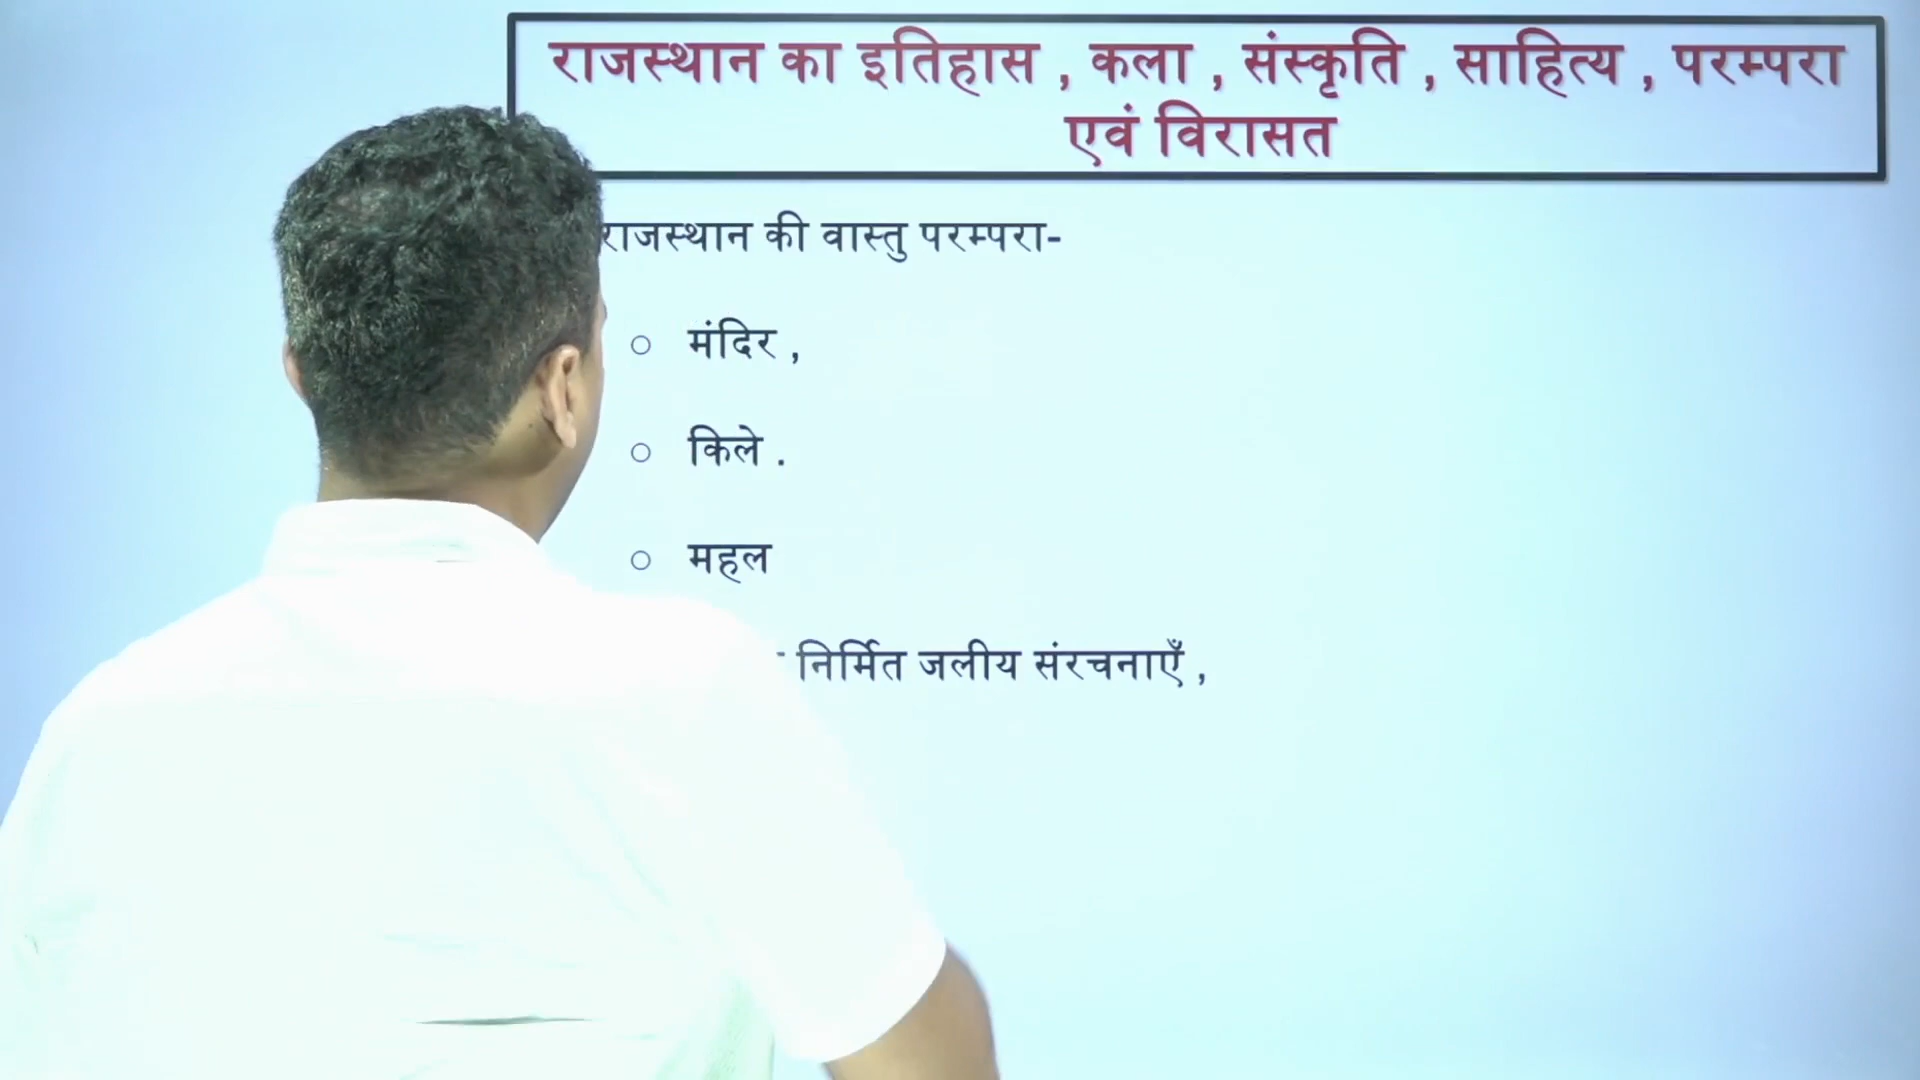 राजस्थान का इतिहास , कला , संस्कृति , साहित्य , परम्परा
एवं विरासत
राजस्थान की वास्तु परम्परा-
○ मंदिर ,
○ किले .
○ महल
निर्मित जलीय संरचनाएँ ,